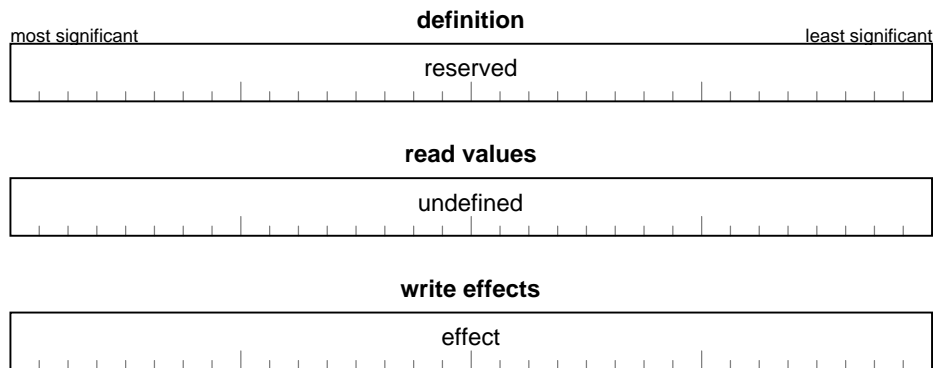 definition
most significant least significant
reserved
read values
undefined
write effects
effect